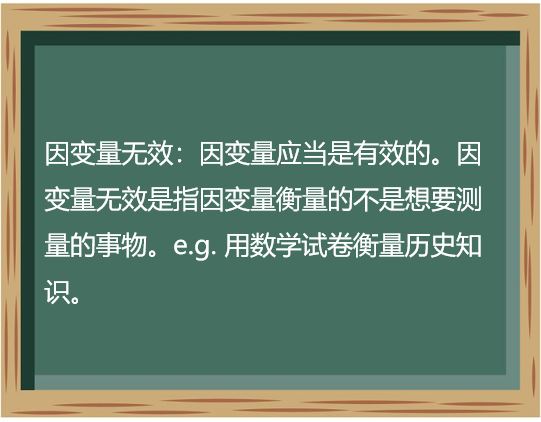 因变量无效：因变量应当是有效的。因
变量无效是指因变量衡量的不是想要测
量的事物。e.g. 用数学试卷衡量历史知
识。